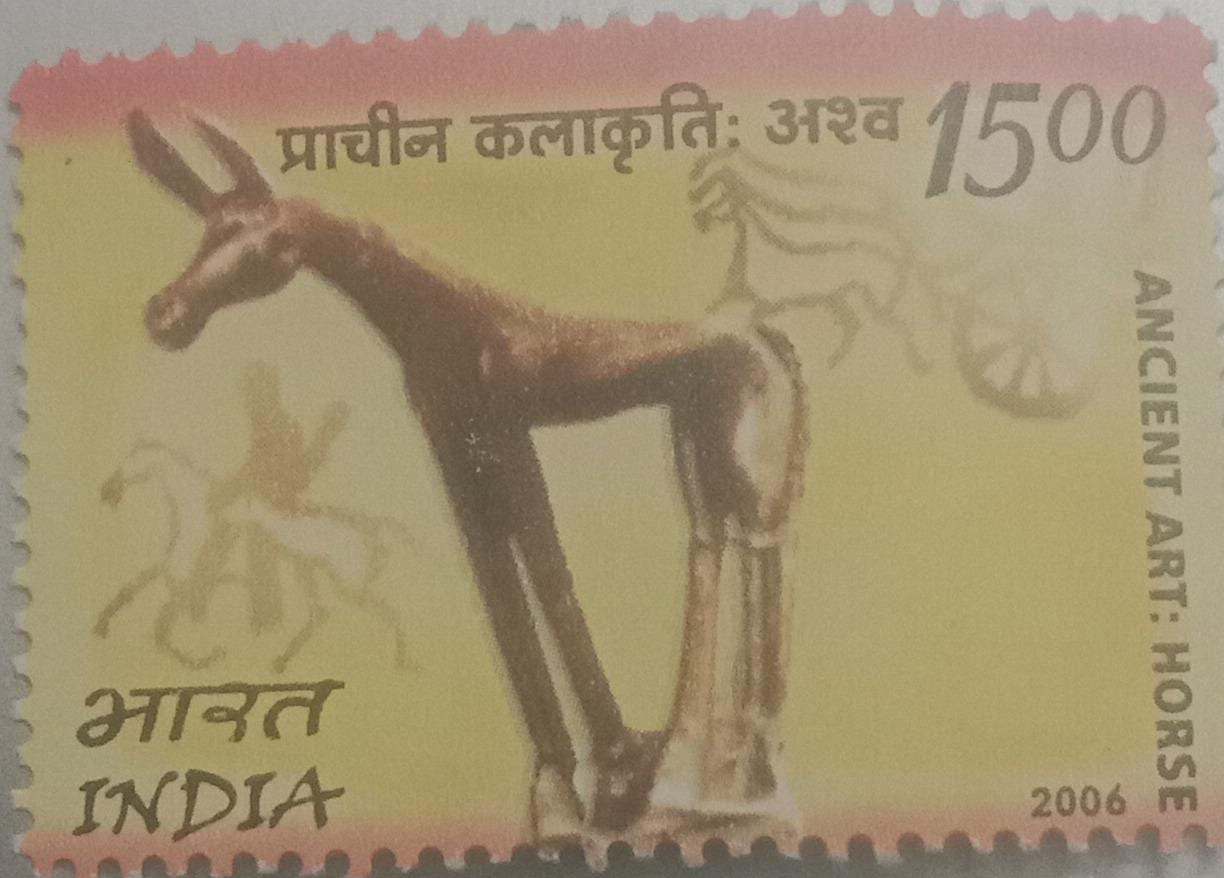 प्राचीन कलाकृति: अश्व 1500
ANCIENT ART: HORSE
भारत
INDIA
2006